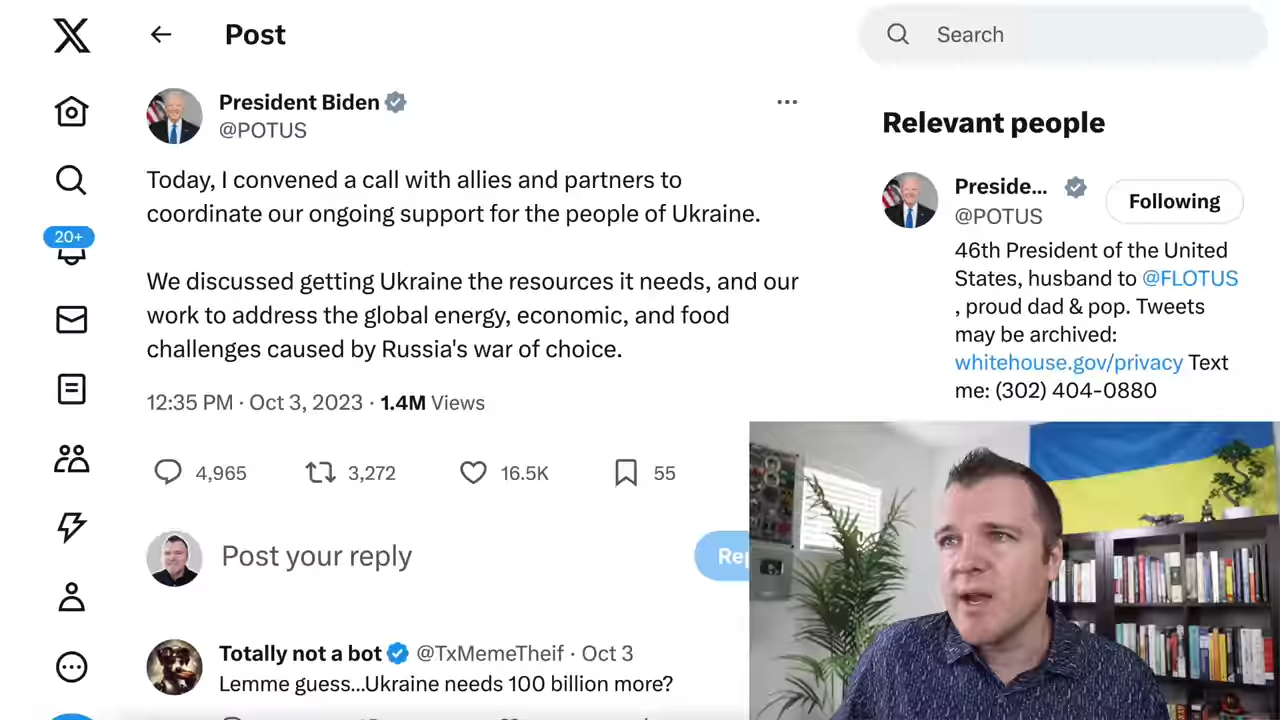 Post
Search
President Biden
@POTUS
Today, I convened a call with allies and partners to
coordinate our ongoing support for the people of Ukraine.
We discussed getting Ukraine the resources it needs, and our
work to address the global energy, economic, and food
challenges caused by Russia's war of choice.
12:35 PM · Oct 3, 2023 · 1.4M Views
4,965 3,272 16.5K 55
20+
Post your reply
Totally not a bot @TxMemeTheif · Oct 3
Lemme guess...Ukraine needs 100 billion more?
Relevant people
Preside...
@POTUS
Following
46th President of the United
States, husband to @FLOTUS
, proud dad & pop. Tweets
may be archived:
whitehouse.gov/privacy Text
me: (302) 404-0880